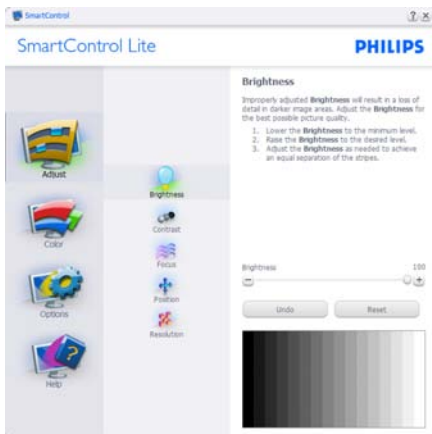 SmartControl
SmartControl Lite
PHILIPS
Adjust
Color
Options
Help
Brightness
Contrast
Focus
Position
Resolution
Brightness
Improperly adjusted Brightness will result in a loss of
detail in darker image areas. Adjust the Brightness for
the best possible picture quality.
1. Lower the Brightness to the minimum level.
2. Raise the Brightness to the desired level.
3. Adjust the Brightness as needed to achieve
an equal separation of the stripes.
Brightness 100
Undo Reset